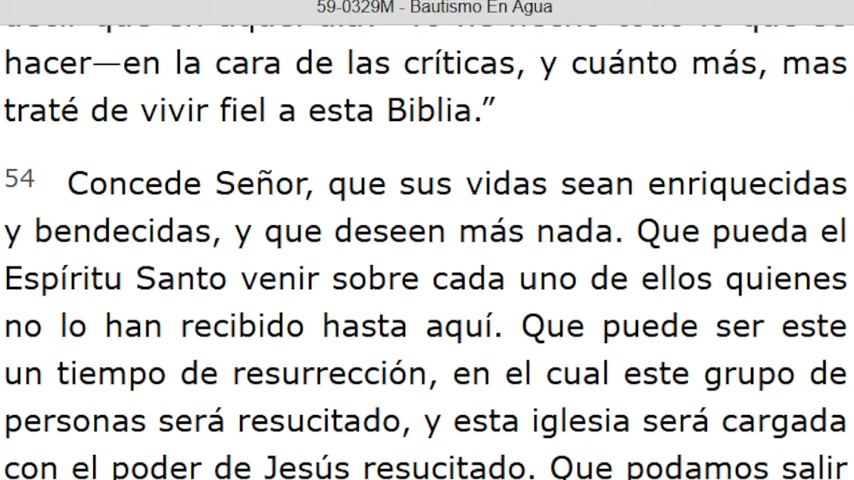 59-0329M - Bautismo En Agua
hacer—en la cara de las críticas, y cuánto más, mas
traté de vivir fiel a esta Biblia.”
54 Concede Señor, que sus vidas sean enriquecidas
y bendecidas, y que deseen más nada. Que pueda el
Espíritu Santo venir sobre cada uno de ellos quienes
no lo han recibido hasta aquí. Que puede ser este
un tiempo de resurrección, en el cual este grupo de
personas será resucitado, y esta iglesia será cargada
con el poder de Jesús resucitado. Que podamos salir